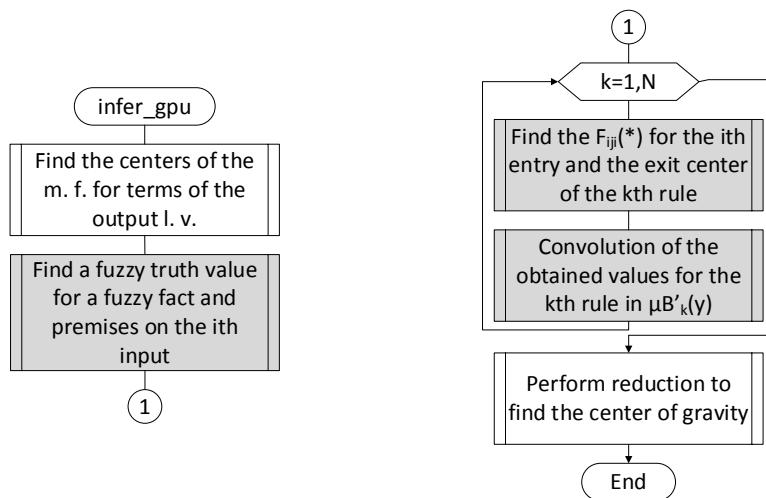 infer_gpu
Find the centers of the
m. f. for terms of the
output l. v.
Find a fuzzy truth value
for a fuzzy fact and
premises on the ith
input
1
1
k=1,N
Find the Fᵢⱼᵢ(*) for the ith
entry and the exit center
of the kth rule
Convolution of the
obtained values for the
kth rule in µB’ₖ(y)
Perform reduction to
find the center of gravity
End